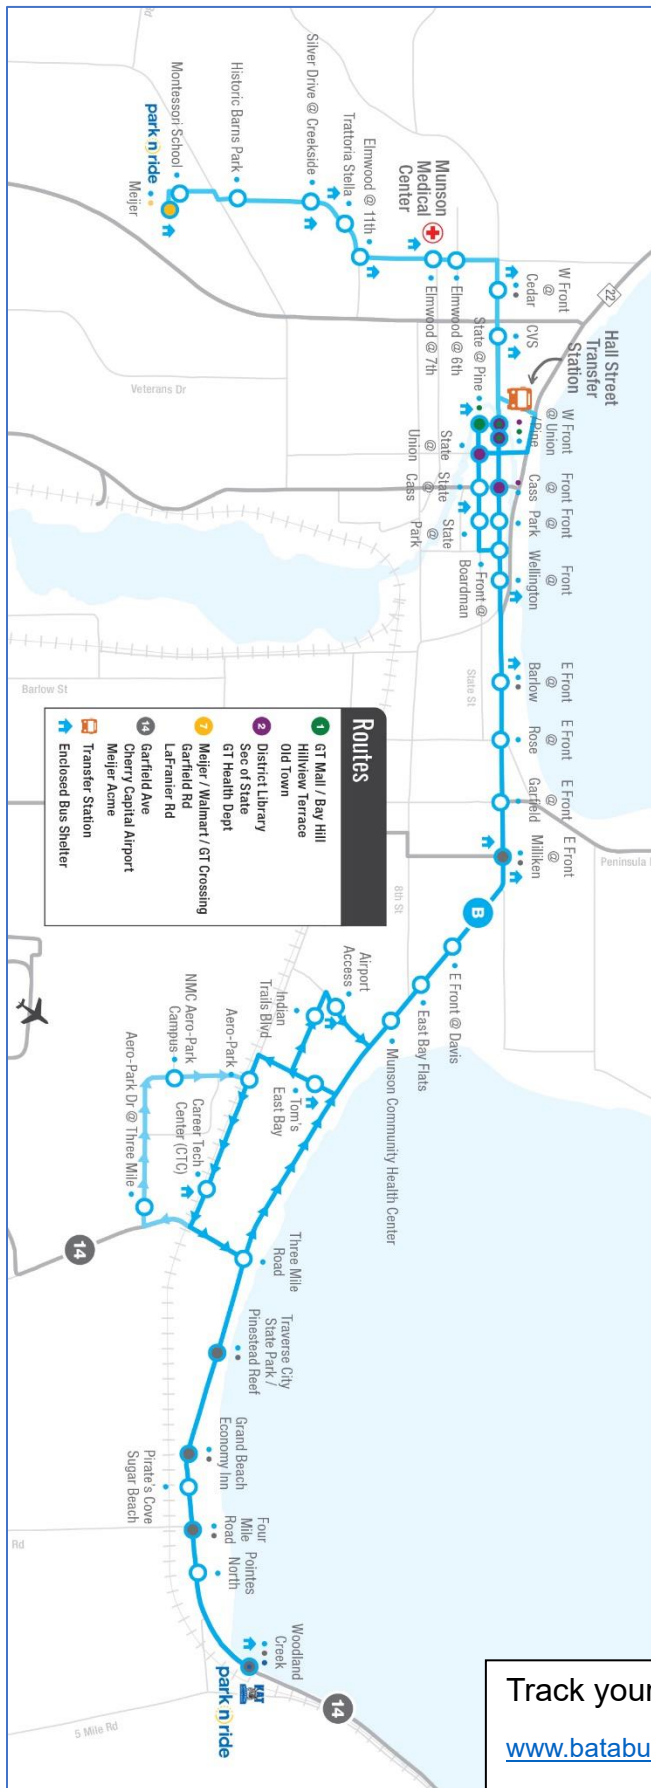 Montessori School
park n ride
Meijer
Historic Barns Park
Silver Drive @ Creekside
Trattoria Stella
Elmwood @ 11th
Munson
Medical
Center
Elmwood @ 7th
Elmwood @ 6th
W Front
@
Cedar
22
CVS
Hall Street
Transfer
Station
State @ Pine
W Front
@ Union
/Pine
State
@
Union
Front
@
Cass
State
@
Cass
Front
@
Park
State
@
Park
Front
@
Wellington
Front @
Boardman
Veterans Dr
Barlow St
State St
8th St
E Front
@
Barlow
E Front
@
Rose
E Front
@
Garfield
E Front
@
Milliken
Peninsula
B
Routes
1 GT Mall / Bay Hill
Hillview Terrace
Old Town
2 District Library
Sec of State
GT Health Dept
7 Meijer / Walmart / GT Crossing
Garfield Rd
LaFranier Rd
14 Garfield Ave
Cherry Capital Airport
Meijer Acme
Transfer Station
Enclosed Bus Shelter
E Front @ Davis
East Bay Flats
Munson Community Health Center
Airport
Access
Indian
Trails Blvd
Tom's
East Bay
Aero-Park
NMC Aero-Park
Campus
Career Tech
Center (CTC)
Aero-Park Dr @ Three Mile
14
Three Mile
Road
Traverse City
State Park /
Pinestead Reef
Grand Beach
Economy Inn
Pirate's Cove
Sugar Beach
Four
Mile
Road
Rd
Pointes
North
Woodland
Creek
KAT
park n ride
5 Mile Rd
14
Track your
www.batabu